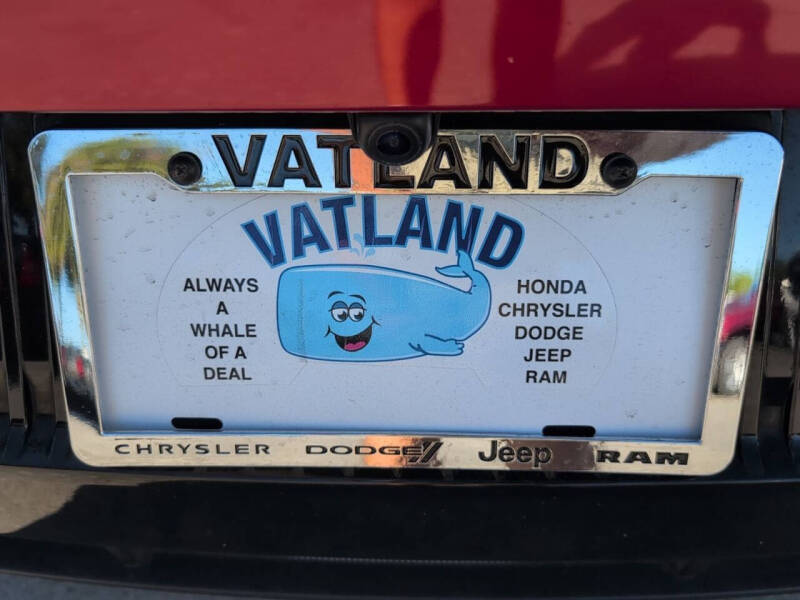 VATLAND
VATLAND
ALWAYS
A
WHALE
OF A
DEAL
HONDA
CHRYSLER
DODGE
JEEP
RAM
CHRYSLER DODGE Jeep RAM